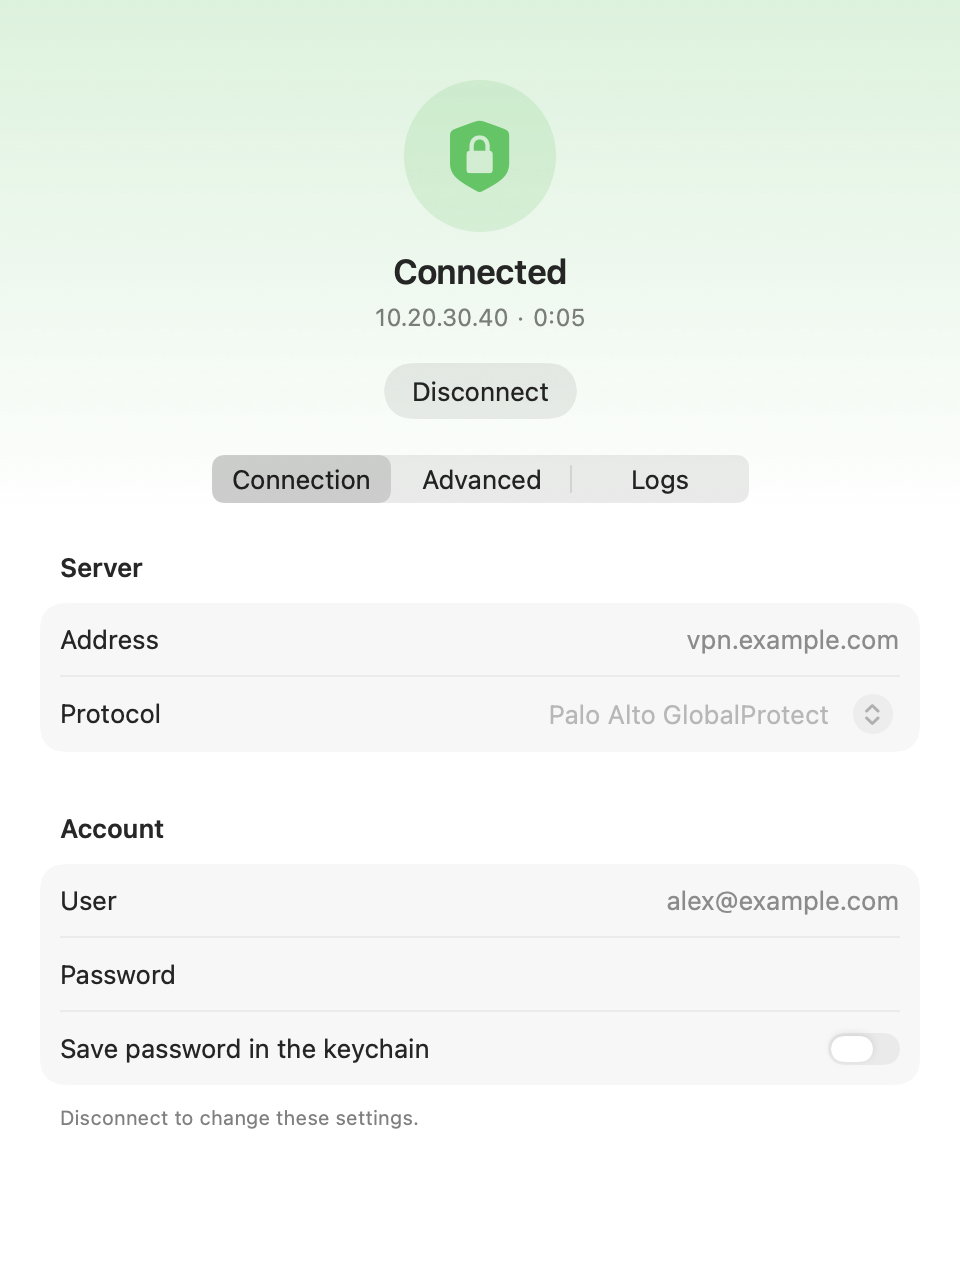 Connected
10.20.30.40 · 0:05
Disconnect
Connection Advanced Logs
Server
Address vpn.example.com
Protocol Palo Alto GlobalProtect
Account
User alex@example.com
Password
Save password in the keychain
Disconnect to change these settings.